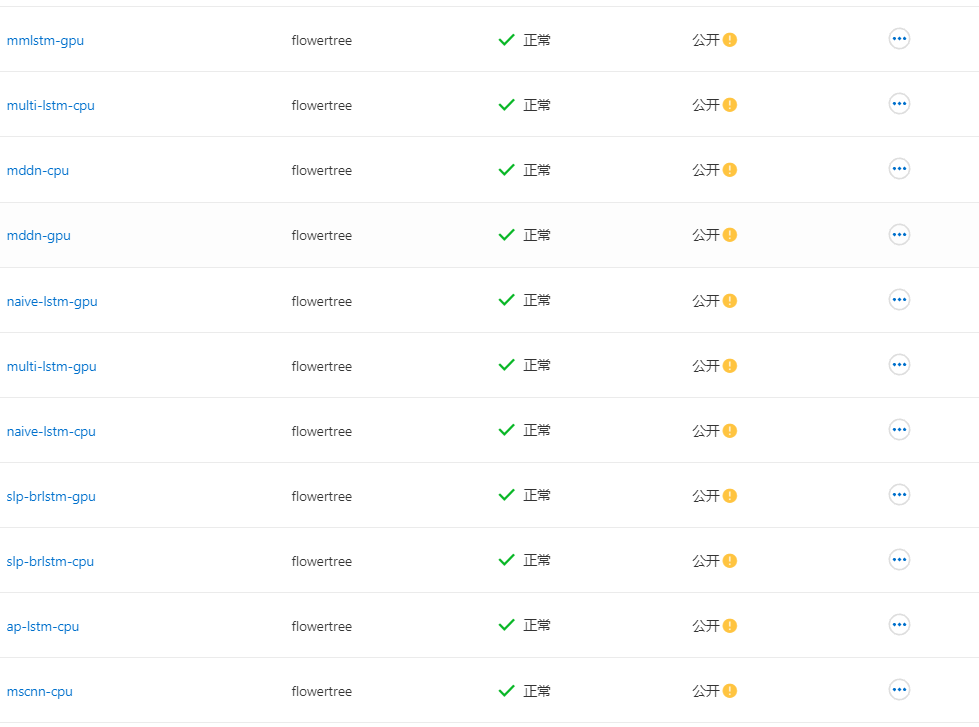 mmlstm-gpu flowertree 正常 公开
multi-lstm-cpu flowertree 正常 公开
mddn-cpu flowertree 正常 公开
mddn-gpu flowertree 正常 公开
naive-lstm-gpu flowertree 正常 公开
multi-lstm-gpu flowertree 正常 公开
naive-lstm-cpu flowertree 正常 公开
slp-brlstm-gpu flowertree 正常 公开
slp-brlstm-cpu flowertree 正常 公开
ap-lstm-cpu flowertree 正常 公开
mscnn-cpu flowertree 正常 公开